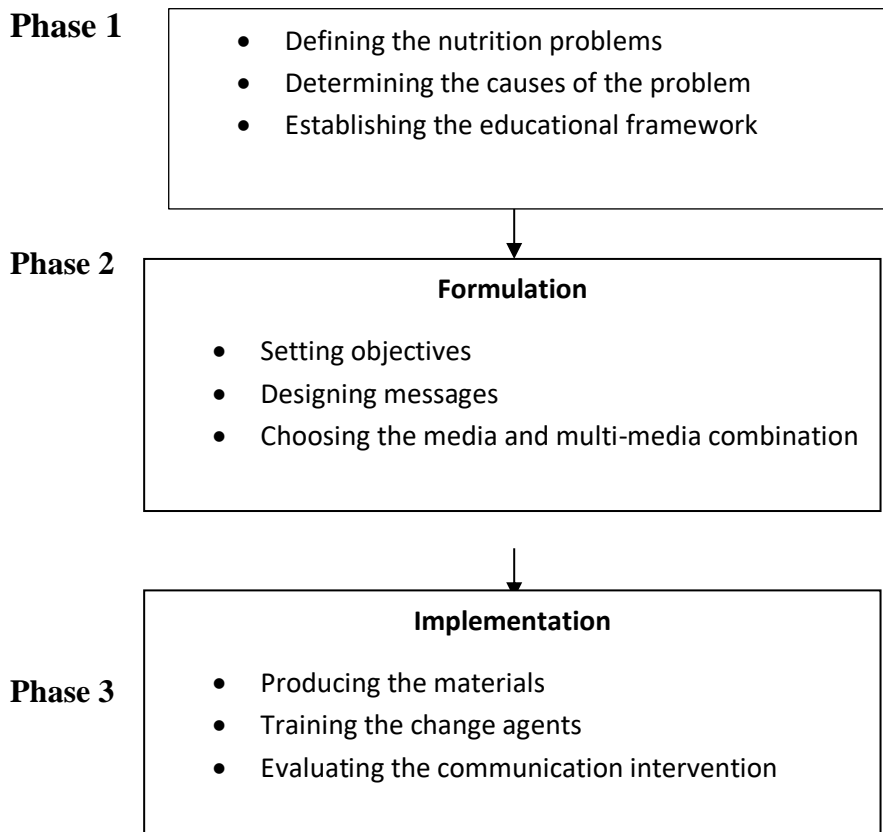 Phase 1
• Defining the nutrition problems
• Determining the causes of the problem
• Establishing the educational framework
Phase 2
Formulation
• Setting objectives
• Designing messages
• Choosing the media and multi-media combination
Implementation
Phase 3
• Producing the materials
• Training the change agents
• Evaluating the communication intervention